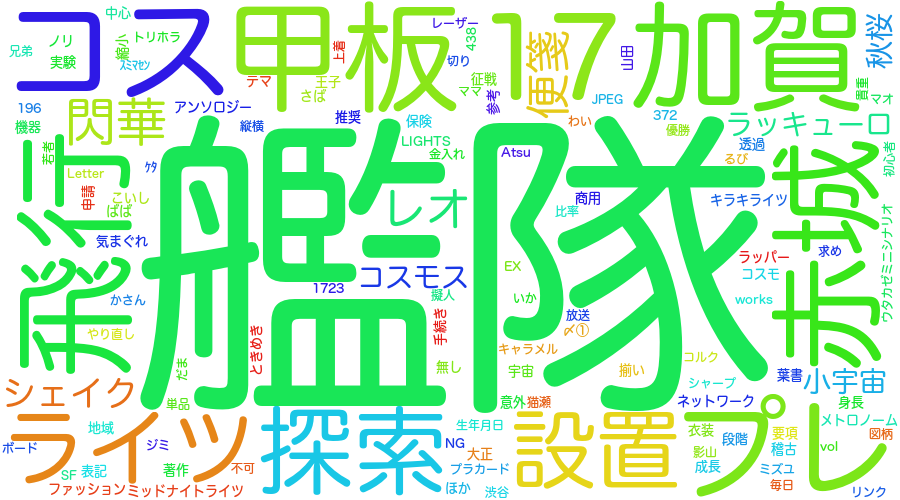 コス
甲板
17
加賀
秋桜
中心
兄弟
ノリ
小鍋
トリホラ
実験
ｽﾐﾏｾﾝ
上着
レーザー
438
切り
便箋
山田
貴重
マオ
テマ
王子
さば
ママ
征戦
参考
JPEG
196
機器
閃華
アンソロジー
縦横
推奨
保険
わい
372
優勝
ラッキューロ
若者
飛行
Letter
申請
ｹﾀ
艦隊
LIGHTS
金入れ
Atsu
透過
るび
赤城
初心者
こいし
ばば
レオ
商用
比率
キラキライツ
気まぐれ
コスモス
EX
ラッパー
求め
コスモ
ウタカゼミニシナリオ
かさん
1723
擬人
いか
works
やり直し
ときめき
手続き
放送
〆①
キャラメル
コルク
だま
無し
宇宙
揃い
シャープ
葉書
小宇宙
シェイク
単品
意外
猫瀬
ネットワーク
身長
ライツ
探索
設置
プレ
メトロノーム
地域
生年月日
衣装
段階
要項
図柄
ボード
ジミ
NG
大正
影山
稽古
vol
SF
表記
著作
不可
プラカード
成長
ミズユ
ファッション
ミッドナイトライツ
ほか
渋谷
毎日
リンク